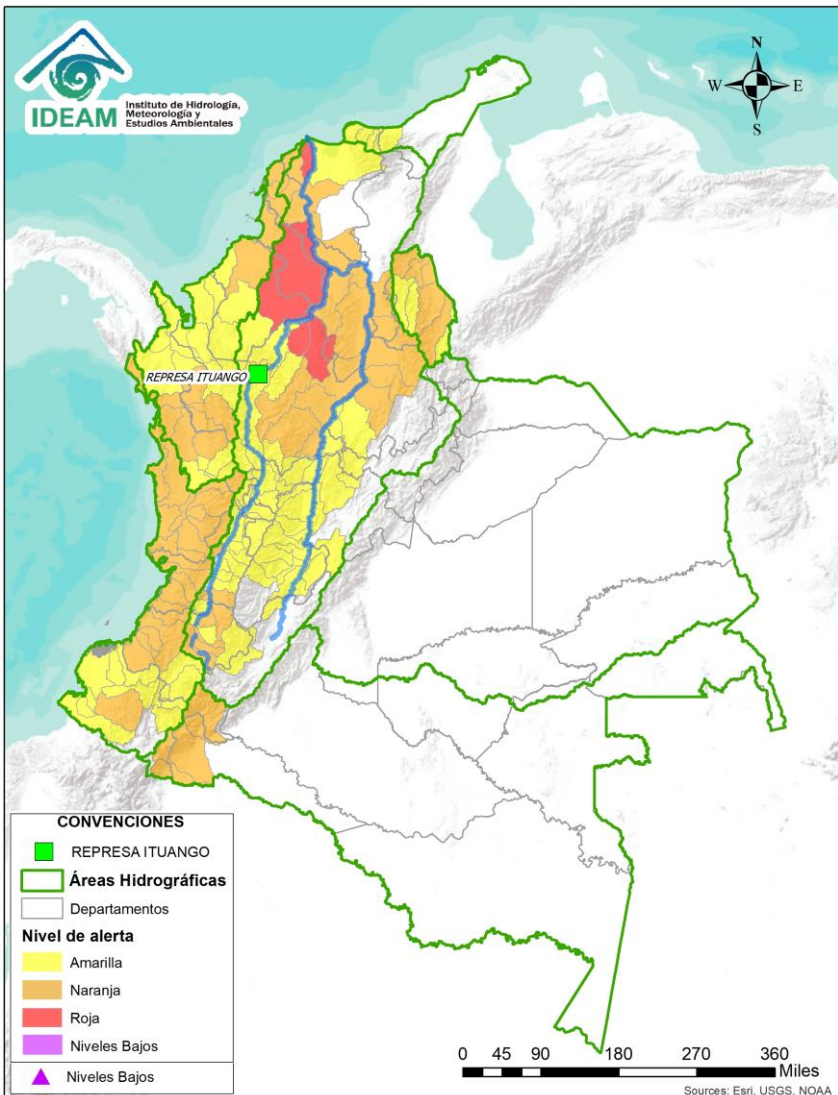 IDEAM
Instituto de Hidrología,
Meteorología y
Estudios Ambientales
N
W
E
S
REPRESA ITUANGO
CONVENCIONES
REPRESA ITUANGO
Áreas Hidrográficas
Departamentos
Nivel de alerta
Amarilla
Naranja
Roja
Niveles Bajos
Niveles Bajos
0 45 90 180 270 360
Miles
Sources: Esri, USGS, NOAA